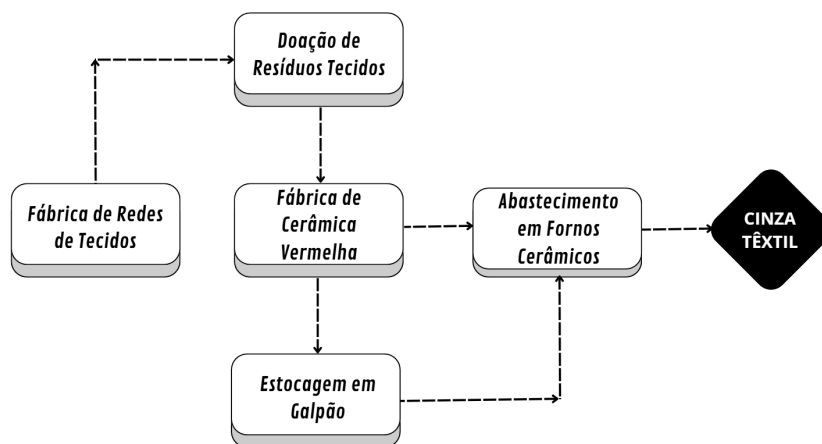 Doação de
Resíduos Tecidos
Fábrica de Redes
de Tecidos
Fábrica de
Cerâmica
Vermelha
Abastecimento
em Fornos
Cerâmicos
CINZA
TÊXTIL
Estocagem em
Galpão